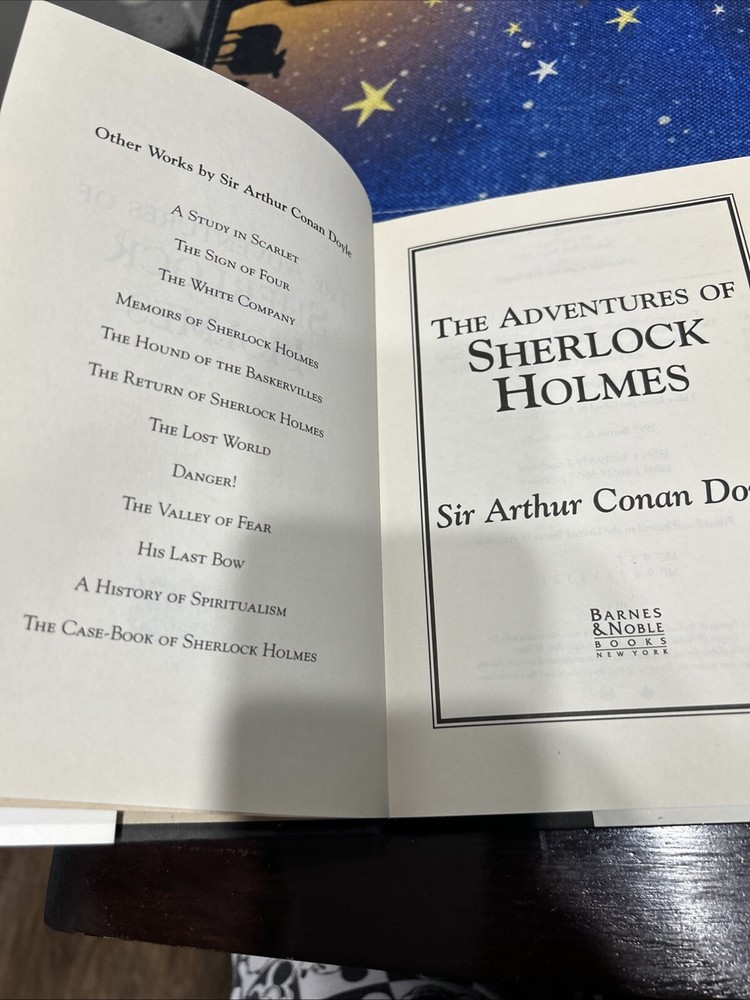 Other Works by Sir Arthur Conan Doyle
A STUDY IN SCARLET
THE SIGN OF FOUR
THE WHITE COMPANY
MEMOIRS OF SHERLOCK HOLMES
THE HOUND OF THE BASKERVILLES
THE RETURN OF SHERLOCK HOLMES
THE LOST WORLD
DANGER!
THE VALLEY OF FEAR
HIS LAST BOW
A HISTORY OF SPIRITUALISM
THE CASE-BOOK OF SHERLOCK HOLMES
THE ADVENTURES OF
SHERLOCK
HOLMES
Sir Arthur Conan Do
BARNES
&NOBLE
BOOKS
NEW YORK